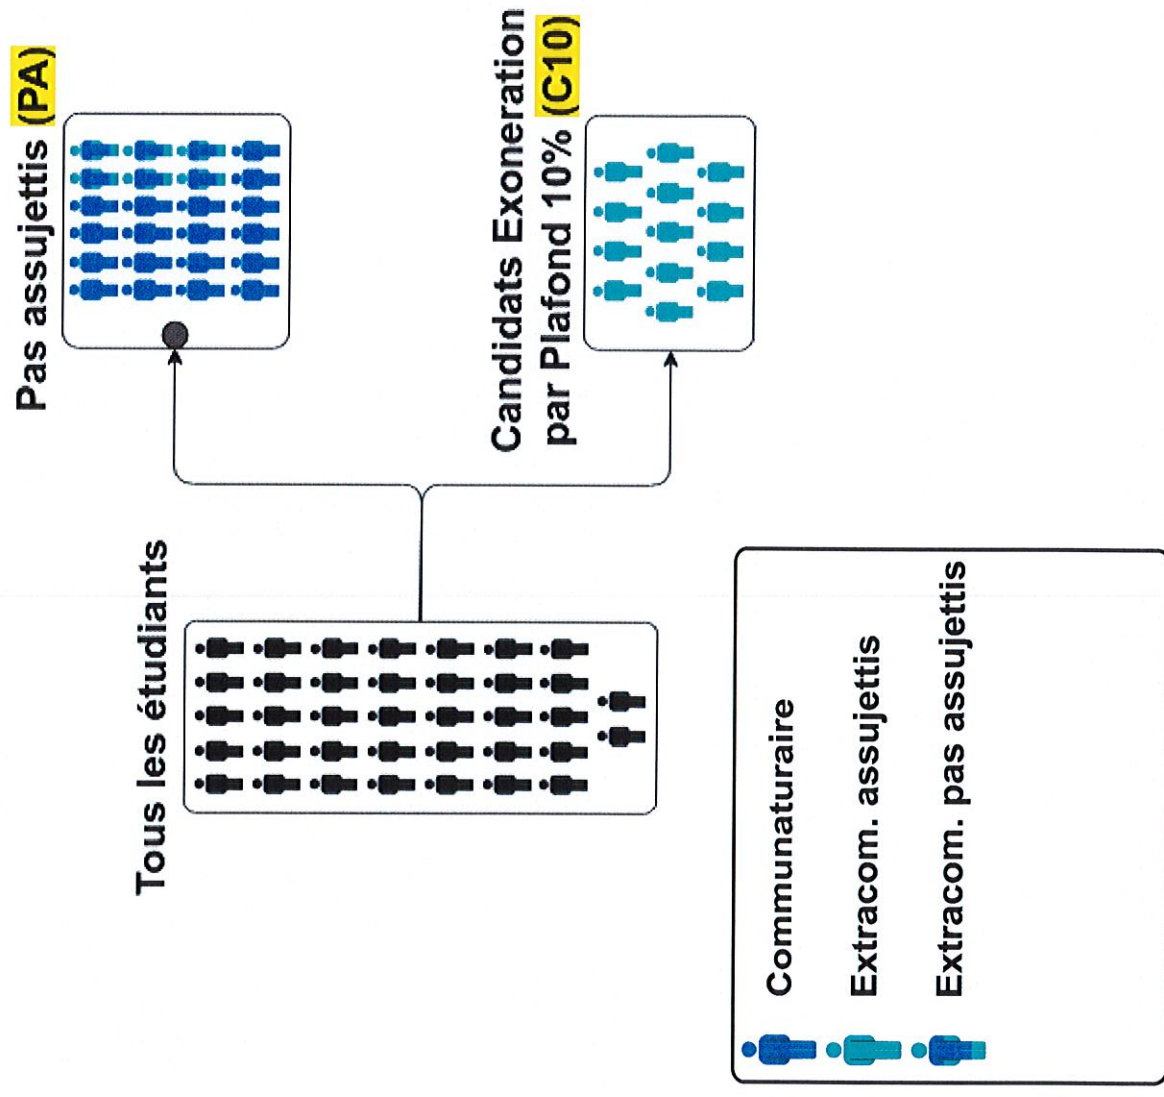 Tous les étudiants
Pas assujettis (PA)
Candidats Exoneration
par Plafond 10% (C10)
Communaturaire
Extracom. assujettis
Extracom. pas assujettis